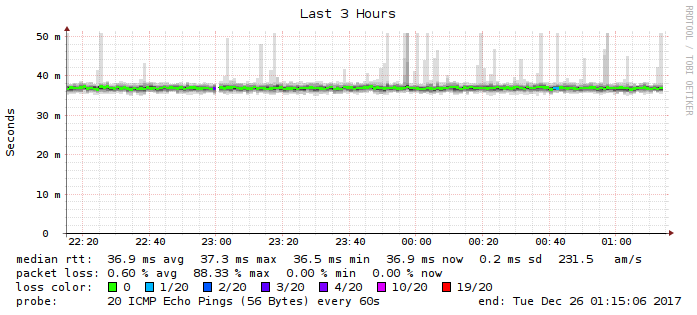 Last 3 Hours
RRDTOOL / TOBI OETIKER
Seconds
50 m
40 m
30 m
20 m
10 m
0
22:20 22:40 23:00 23:20 23:40 00:00 00:20 00:40 01:00
median rtt: 36.9 ms avg 37.3 ms max 36.5 ms min 36.9 ms now 0.2 ms sd 231.5 am/s
packet loss: 0.60 % avg 88.33 % max 0.00 % min 0.00 % now
loss color: 0 1/20 2/20 3/20 4/20 10/20 19/20
probe: 20 ICMP Echo Pings (56 Bytes) every 60s end: Tue Dec 26 01:15:06 2017